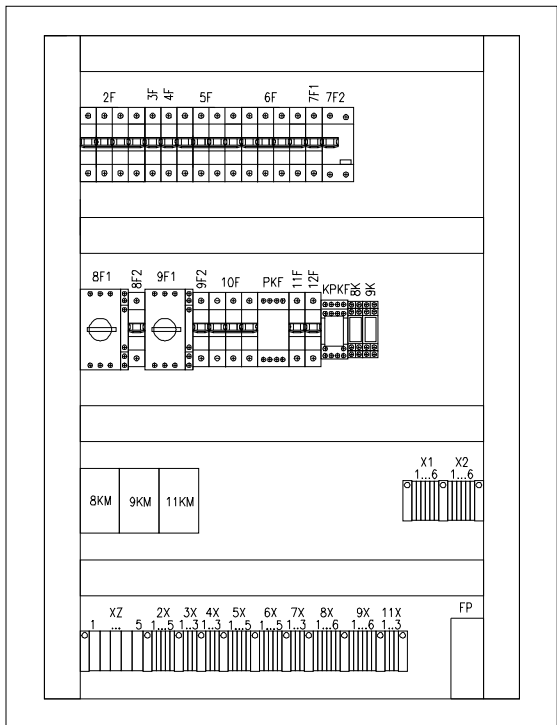 2F 3F 4F 5F 6F 7F1 7F2
8F1 8F2 9F1 9F2 10F PKF 11F 12F KPKF 8K 9K
X1 X2
1...6 1...6
8KM 9KM 11KM
XZ 2X 3X 4X 5X 6X 7X 8X 9X 11X FP
1 ... 5 1...5 1...3 1...3 1...5 1...5 1...3 1...6 1...6 1...3